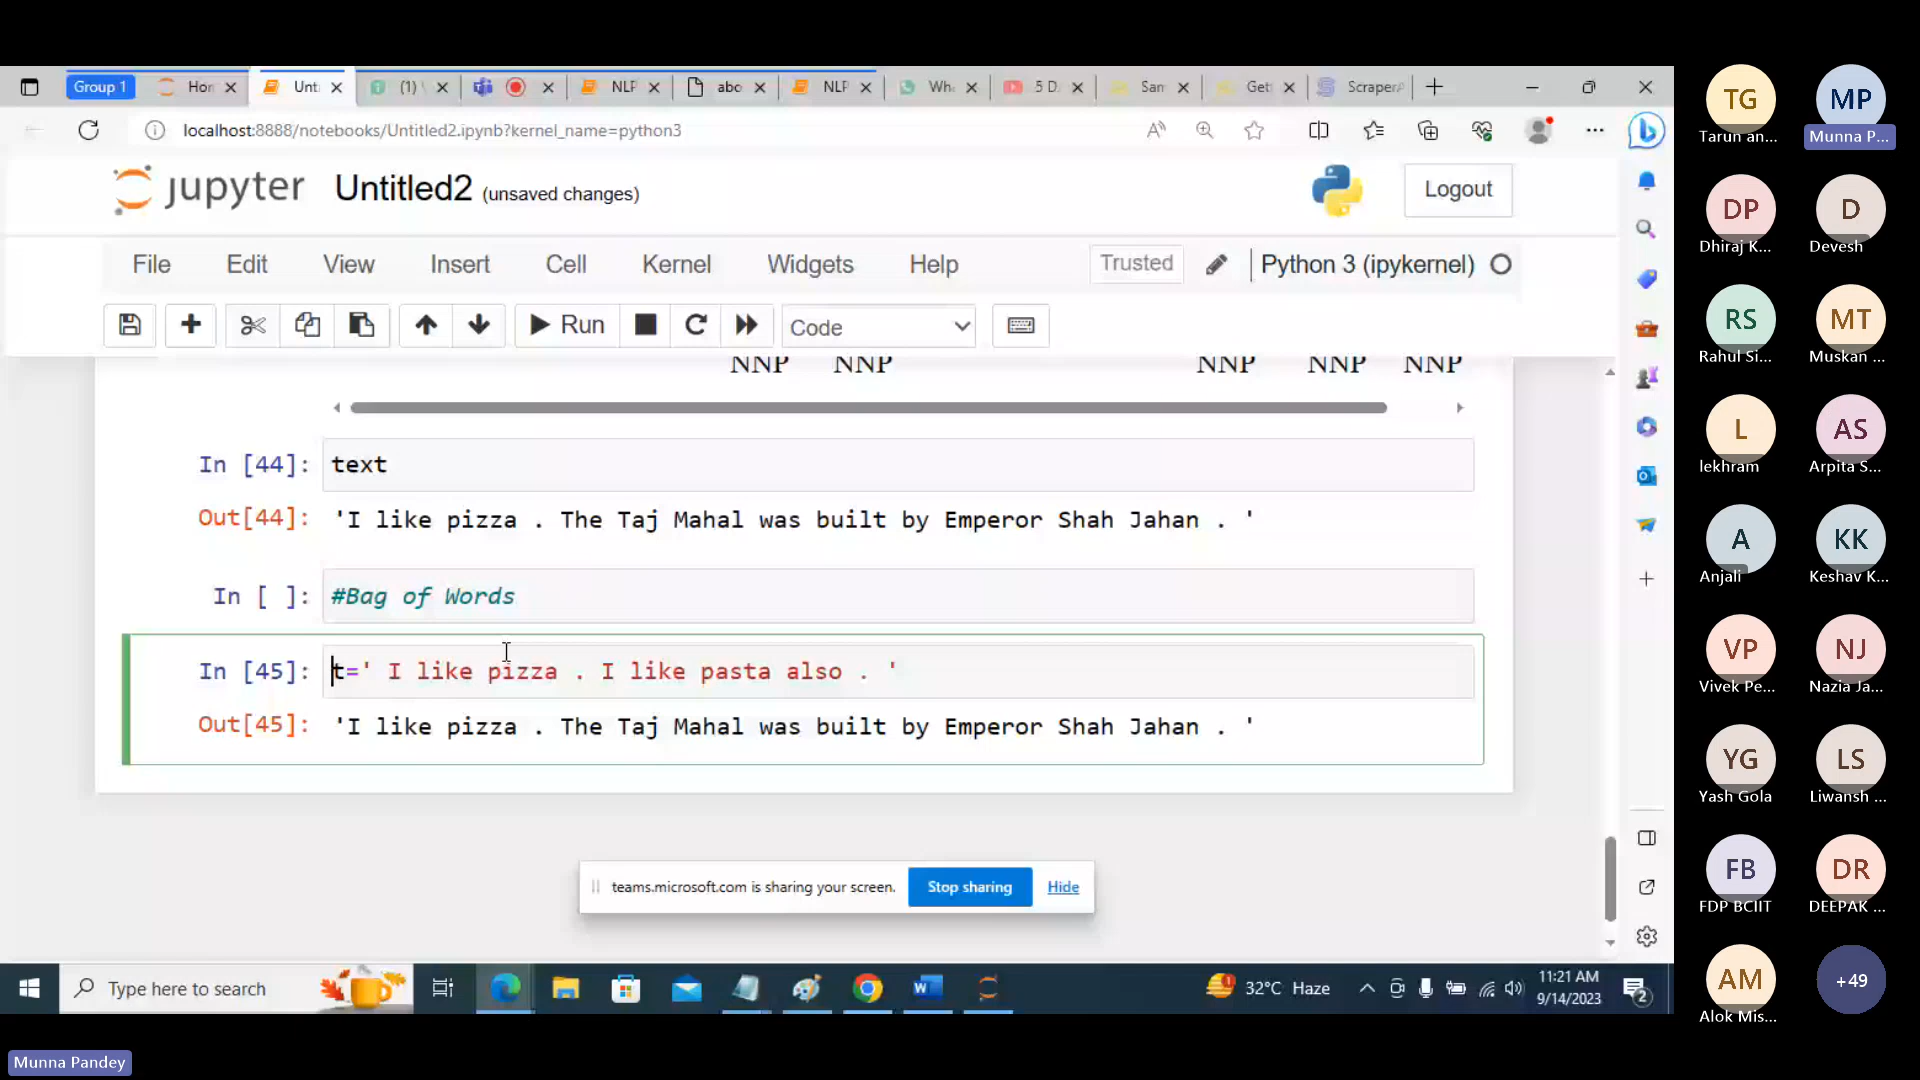 Group 1
Hor
Unti
(1)
NLP
abo
NLP
Wha
5 D
San
Get
Scraper
localhost:8888/notebooks/Untitled2.ipynb?kernel_name=python3
jupyter Untitled2 (unsaved changes)
Logout
File Edit View Insert Cell Kernel Widgets Help
Trusted
Python 3 (ipykernel)
Run
Code
NNP NNP NNP NNP NNP
In [44]: text
Out[44]: 'I like pizza . The Taj Mahal was built by Emperor Shah Jahan . '
In [ ]: #Bag of Words
In [45]: t=' I like pizza . I like pasta also . '
Out[45]: 'I like pizza . The Taj Mahal was built by Emperor Shah Jahan . '
teams.microsoft.com is sharing your screen.
Stop sharing
Hide
Type here to search
32°C Haze
11:21 AM
9/14/2023
2
Munna Pandey
TG
Tarun an...
MP
Munna P...
DP
Dhiraj K...
D
Devesh
RS
Rahul Si...
MT
Muskan ...
L
lekhram
AS
Arpita S...
A
Anjali
KK
Keshav K...
VP
Vivek Pe...
NJ
Nazia Ja...
YG
Yash Gola
LS
Liwansh ...
FB
FDP BCIIT
DR
DEEPAK ...
AM
Alok Mis...
+49